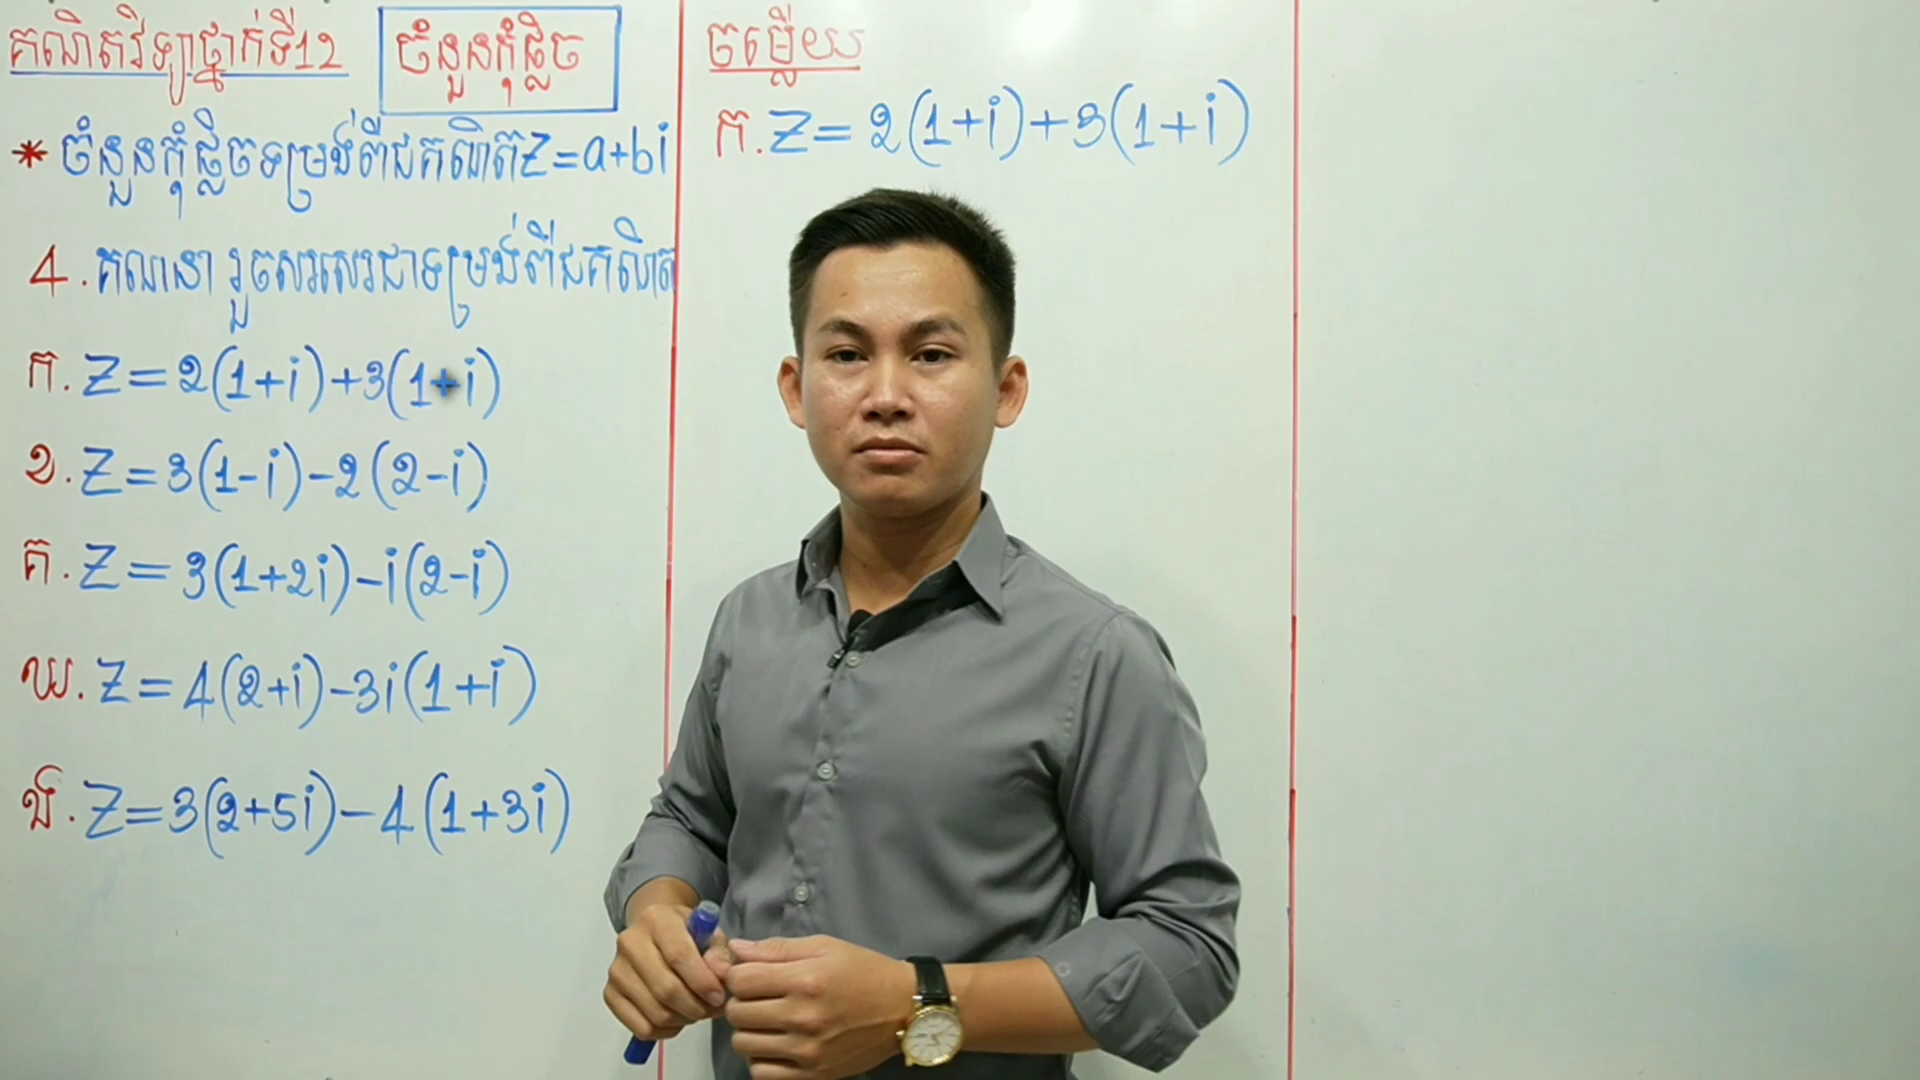 គណិតវិទ្យាថ្នាក់ទី12
ចំនួនកុំផ្លិច
* ចំនួនកុំផ្លិចទម្រង់ពីជគណិតZ=a+bi
4. គណនា រួចសរសេរជាទម្រង់ពីជគណិត
ក. Z=2(1+i)+3(1+i)
ខ. Z=3(1-i)-2(2-i)
គ. Z=3(1+2i)-i(2-i)
ឃ. Z=4(2+i)-3i(1+i)
ង. Z=3(2+5i)-4(1+3i)
ចម្លើយ
ក. Z=2(1+i)+3(1+i)